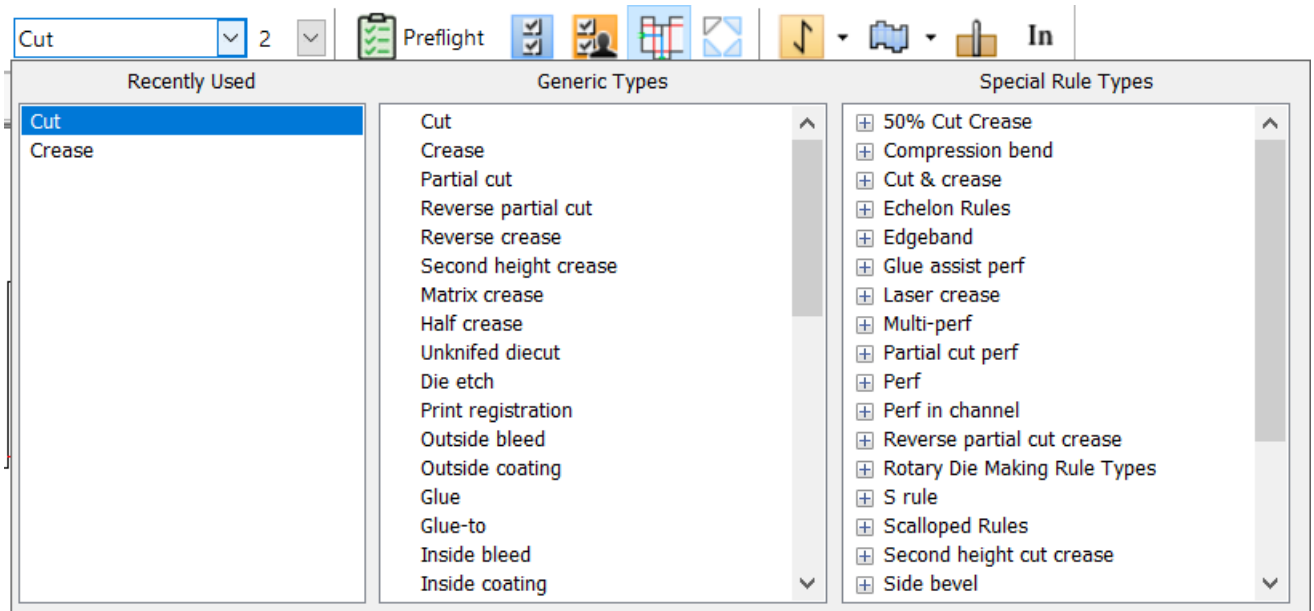 Cut 2 Preflight In
Recently Used Generic Types Special Rule Types
Cut
Crease
Cut
Crease
Partial cut
Reverse partial cut
Reverse crease
Second height crease
Matrix crease
Half crease
Unknifed diecut
Die etch
Print registration
Outside bleed
Outside coating
Glue
Glue-to
Inside bleed
Inside coating
50% Cut Crease
Compression bend
Cut & crease
Echelon Rules
Edgeband
Glue assist perf
Laser crease
Multi-perf
Partial cut perf
Perf
Perf in channel
Reverse partial cut crease
Rotary Die Making Rule Types
S rule
Scalloped Rules
Second height cut crease
Side bevel